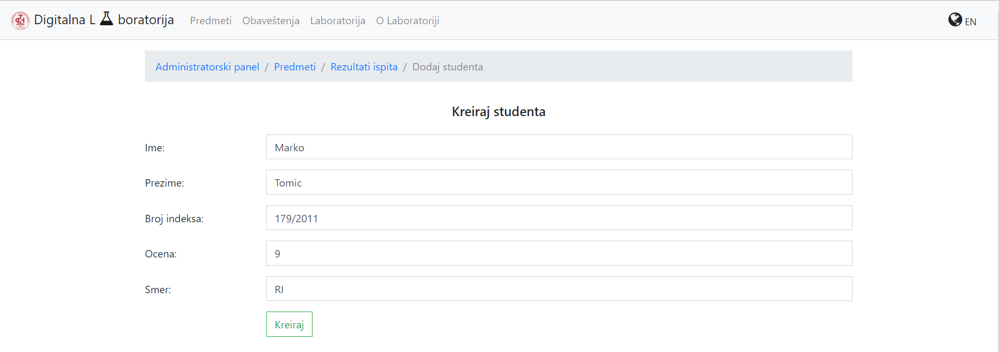 Digitalna L boratorija Predmeti Obaveštenja Laboratorija O Laboratoriji EN
Administratorski panel / Predmeti / Rezultati ispita / Dodaj studenta
Kreiraj studenta
Ime: Marko
Prezime: Tomic
Broj indeksa: 179/2011
Ocena: 9
Smer: RI
Kreiraj